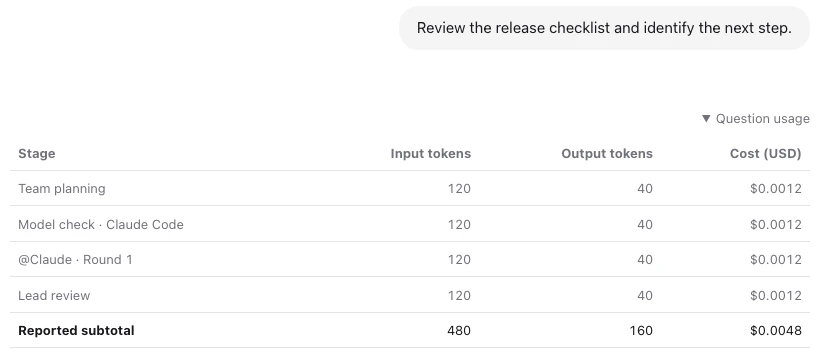 Review the release checklist and identify the next step.
▼ Question usage
Stage Input tokens Output tokens Cost (USD)
Team planning 120 40 $0.0012
Model check · Claude Code 120 40 $0.0012
@Claude · Round 1 120 40 $0.0012
Lead review 120 40 $0.0012
Reported subtotal 480 160 $0.0048